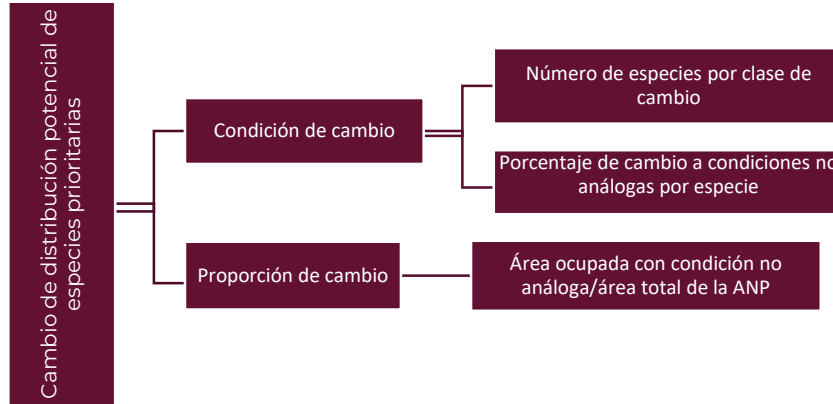 Cambio de distribución potencial de
especies prioritarias
Condición de cambio
Número de especies por clase de
cambio
Porcentaje de cambio a condiciones no
análogas por especie
Proporción de cambio
Área ocupada con condición no
análoga/área total de la ANP